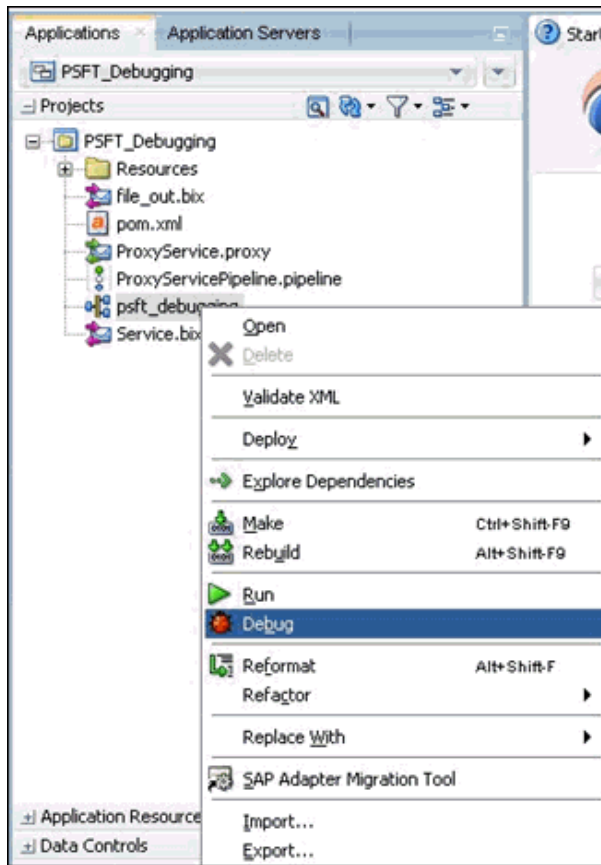 Applications
Application Servers
Start
PSFT_Debugging
Projects
PSFT_Debugging
Resources
file_out.bix
pom.xml
ProxyService.proxy
ProxyServicePipeline.pipeline
psft_debugging
Service.bix
Open
Delete
Validate XML
Deploy
Explore Dependencies
Make Ctrl+Shift-F9
Rebuild Alt+Shift-F9
Run
Debug
Reformat Alt+Shift-F
Refactor
Replace With
SAP Adapter Migration Tool
Import...
Export...
Application Resource
Data Controls